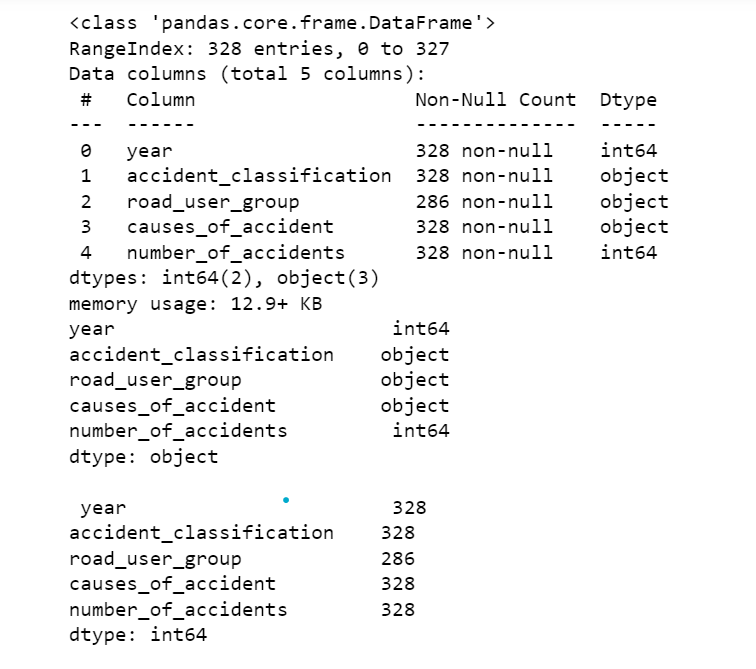 <class 'pandas.core.frame.DataFrame'>
RangeIndex: 328 entries, 0 to 327
Data columns (total 5 columns):
 #   Column                   Non-Null Count  Dtype
---  ------                   --------------  -----
 0   year                     328 non-null    int64
 1   accident_classification  328 non-null    object
 2   road_user_group          286 non-null    object
 3   causes_of_accident       328 non-null    object
 4   number_of_accidents      328 non-null    int64
dtypes: int64(2), object(3)
memory usage: 12.9+ KB
year                        int64
accident_classification    object
road_user_group            object
causes_of_accident         object
number_of_accidents         int64
dtype: object
 year                       328
accident_classification    328
road_user_group            286
causes_of_accident         328
number_of_accidents        328
dtype: int64